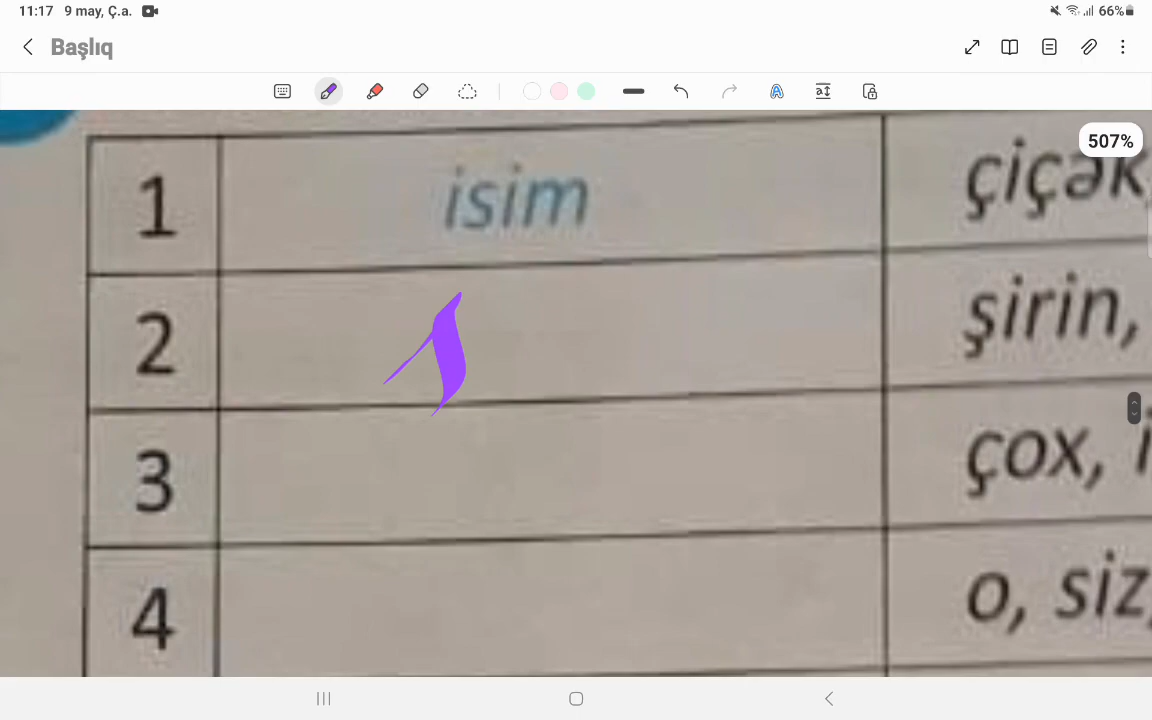 11:17 9 may, Ç.a. 66%
Başlıq
507%
1 isim çiçək
2 şirin,
3 çox, i
4 o, siz,